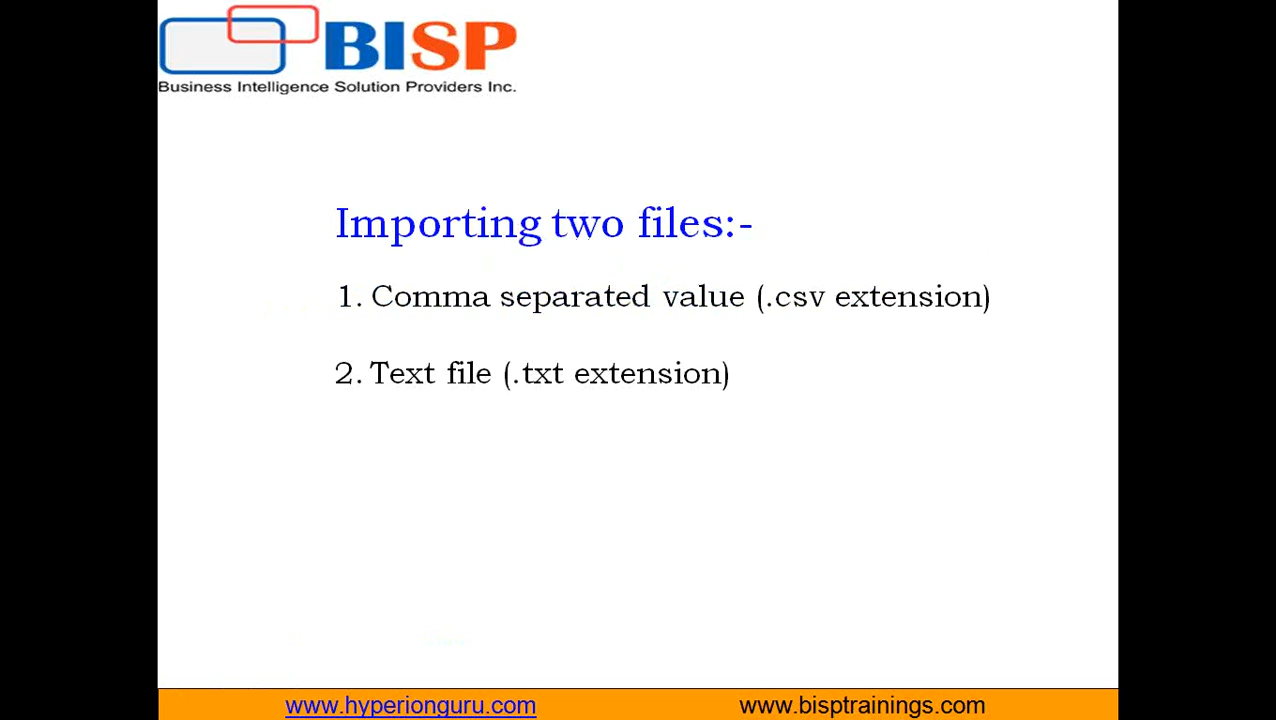 BISP
Business Intelligence Solution Providers Inc.
Importing two files:-
1. Comma separated value (.csv extension)
2. Text file (.txt extension)
www.hyperionguru.com
www.bisptrainings.com